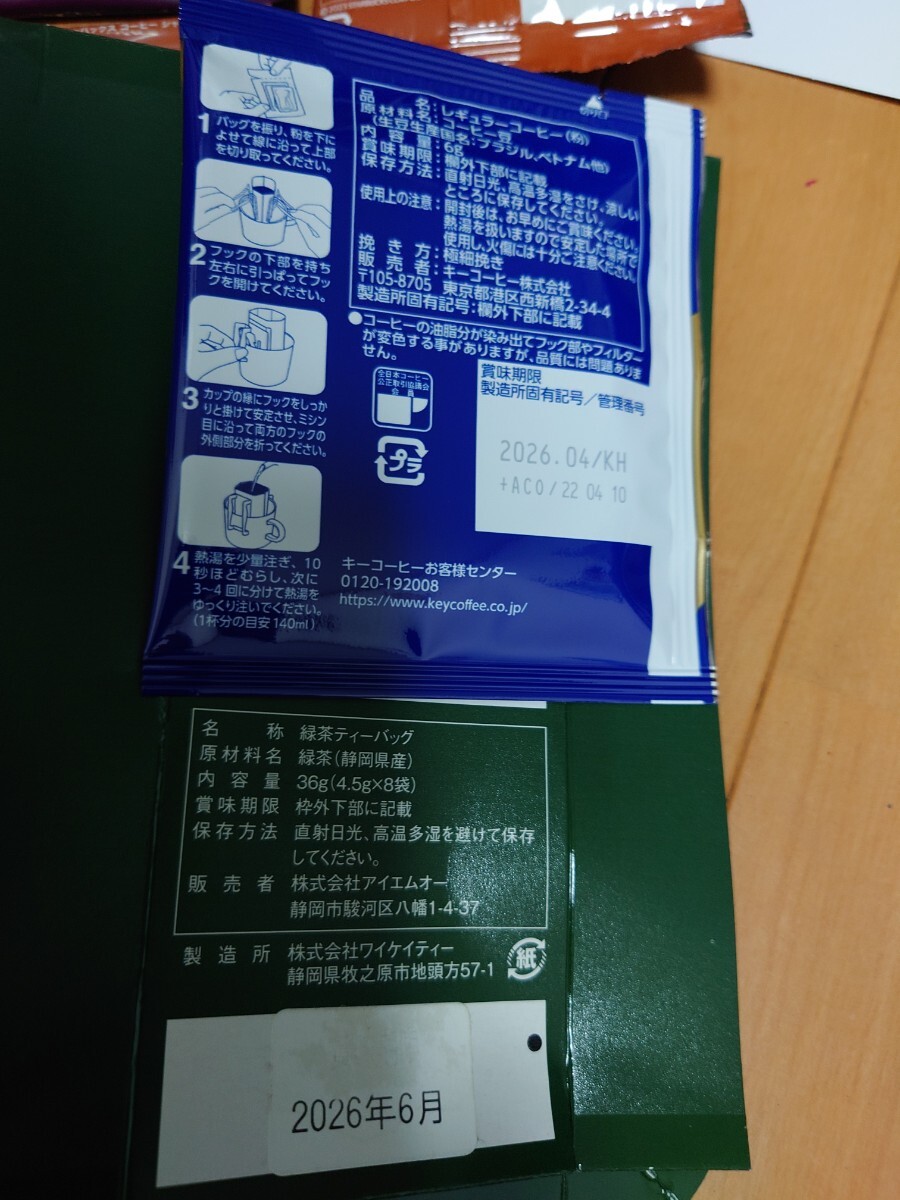 1 バッグを振り、粉を下に
よせて線に沿って上部
を切り取ってください。
2 フックの下部を持ち
左右に引っぱってフッ
クを開けてください。
3 カップの縁にフックをしっか
りと掛けて安定させ、ミシン
目に沿って両方のフックの
外側部分を折ってください。
4 熱湯を少量注ぎ、10
秒ほどむらし、次に
3~4回に分けて熱湯を
ゆっくり注いでください。
(1杯分の目安140ml)
品名:レギュラーコーヒー(粉)
原材料名:コーヒー豆
(生豆生産国名:ブラジル、ベトナム他)
内容量:6g
賞味期限:欄外下部に記載
保存方法:直射日光、高温多湿をさけ、涼しい
ところに保存してください。
使用上の注意:開封後は、お早めにご賞味ください。
熱湯を扱いますので安定した場所で
使用し、火傷には十分ご注意ください。
挽き方:極細挽き
販売者:キーコーヒー株式会社
〒105-8705 東京都港区西新橋2-34-4
製造所固有記号:欄外下部に記載
●コーヒーの油脂分が染み出てフック部やフィルター
が変色する事がありますが、品質には問題ありま
せん。
全日本コーヒー
公正取引協議会
会員
プラ
賞味期限
製造所固有記号/管理番号
2026.04/KH
+AC0/22 04 10
キーコーヒーお客様センター
0120-192008
https://www.keycoffee.co.jp/
名称 緑茶ティーバッグ
原材料名 緑茶(静岡県産)
内容量 36g(4.5g×8袋)
賞味期限 枠外下部に記載
保存方法 直射日光、高温多湿を避けて保存
してください。
販売者 株式会社アイエムオー
静岡市駿河区八幡1-4-37
製造所 株式会社ワイケイティー
静岡県牧之原市地頭方57-1
紙
2026年6月